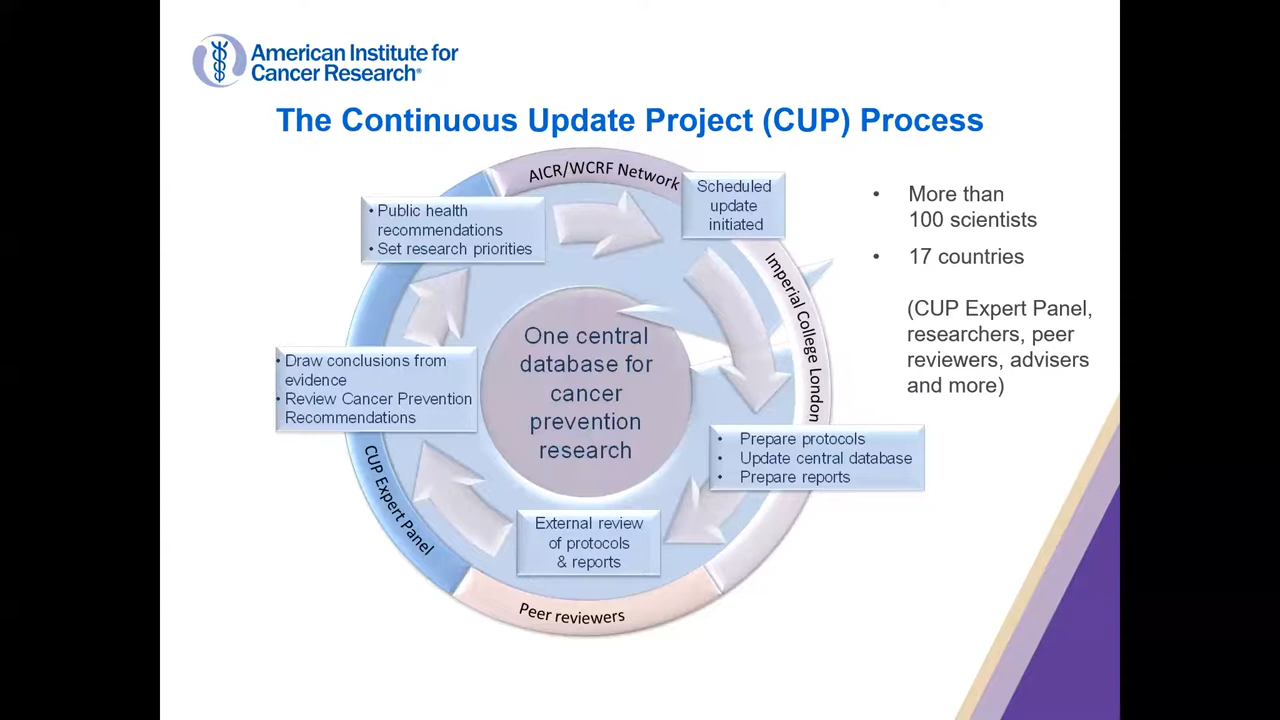 American Institute for
Cancer Research®
The Continuous Update Project (CUP) Process
AICR/WCRF Network
Scheduled
update
initiated
• Public health
recommendations
• Set research priorities
Imperial College London
• More than
100 scientists
• 17 countries
(CUP Expert Panel,
researchers, peer
reviewers, advisers
and more)
One central
database for
cancer
prevention
research
• Draw conclusions from
evidence
• Review Cancer Prevention
Recommendations
• Prepare protocols
• Update central database
• Prepare reports
CUP Expert Panel
External review
of protocols
& reports
Peer reviewers